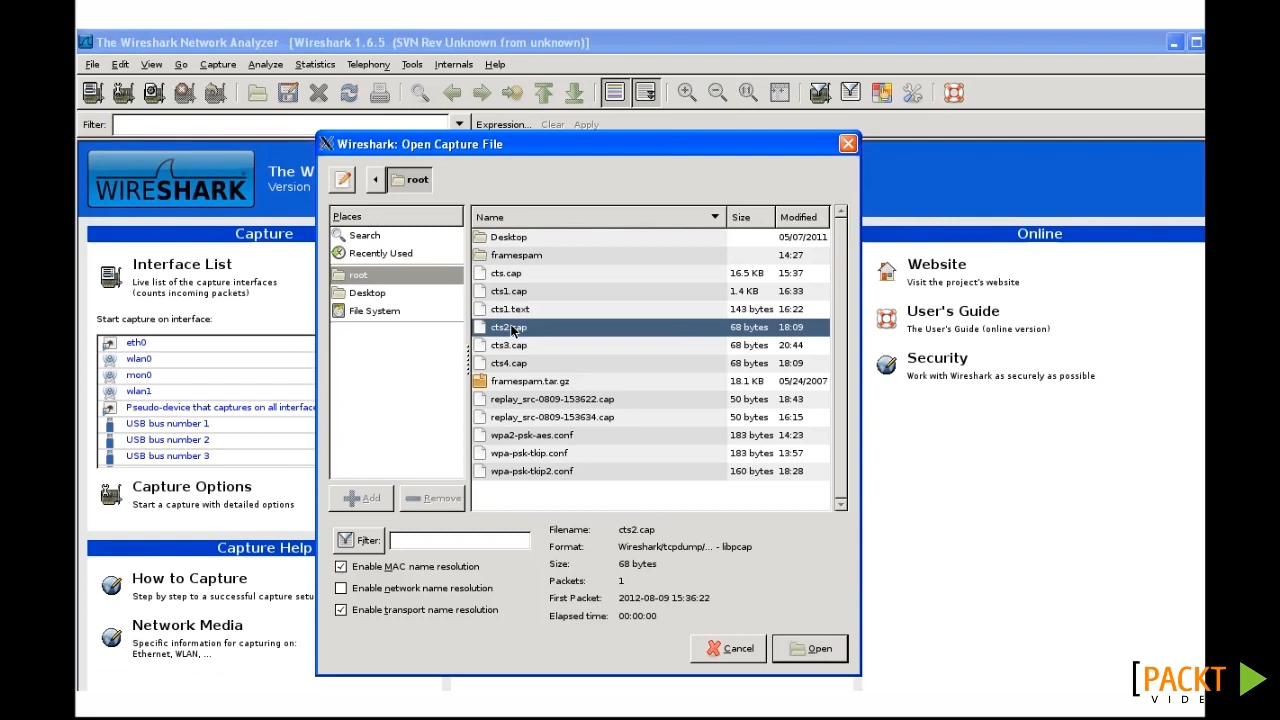 The Wireshark Network Analyzer [Wireshark 1.6.5 (SVN Rev Unknown from unknown)]
File Edit View Go Capture Analyze Statistics Telephony Tools Internals Help
Filter: Expression... Clear Apply
WIRESHARK
The W
Version
Capture
Interface List
Live list of the capture interfaces
(counts incoming packets)
Start capture on interface:
eth0
wlan0
mon0
wlan1
Pseudo-device that captures on all interface
USB bus number 1
USB bus number 2
USB bus number 3
Capture Options
Start a capture with detailed options
Capture Help
How to Capture
Step by step to a successful capture setu
Network Media
Specific information for capturing on:
Ethernet, WLAN, ...
Wireshark: Open Capture File
root
Places
Search
Recently Used
root
Desktop
File System
Add Remove
Name Size Modified
Desktop 05/07/2011
framespam 14:27
cts.cap 16.5 KB 15:37
cts1.cap 1.4 KB 16:33
cts1.text 143 bytes 16:22
cts2.cap 68 bytes 18:09
cts3.cap 68 bytes 20:44
cts4.cap 68 bytes 18:09
framespam.tar.gz 18.1 KB 05/24/2007
replay_src-0809-153622.cap 50 bytes 18:43
replay_src-0809-153634.cap 50 bytes 16:15
wpa2-psk-aes.conf 183 bytes 14:23
wpa-psk-tkip.conf 183 bytes 13:57
wpa-psk-tkip2.conf 160 bytes 18:28
Filter:
Enable MAC name resolution
Enable network name resolution
Enable transport name resolution
Filename: cts2.cap
Format: Wireshark/tcpdump/... - libpcap
Size: 68 bytes
Packets: 1
First Packet: 2012-08-09 15:36:22
Elapsed time: 00:00:00
Cancel Open
Online
Website
Visit the project's website
User's Guide
The User's Guide (online version)
Security
Work with Wireshark as securely as possible
[PACKT
VIDE